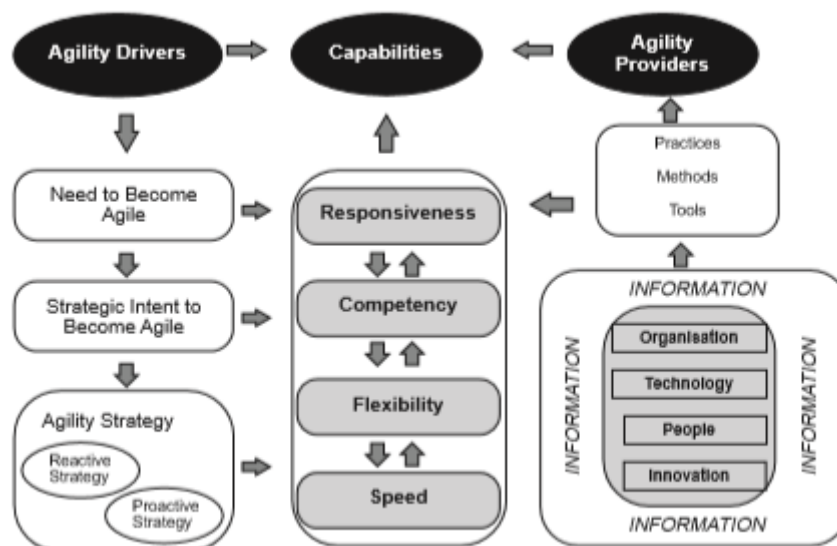 Agility Drivers
Capabilities
Agility
Providers
Need to Become
Agile
Strategic Intent to
Become Agile
Agility Strategy
Reactive
Strategy
Proactive
Strategy
Responsiveness
Competency
Flexibility
Speed
Practices
Methods
Tools
INFORMATION
INFORMATION
Organisation
Technology
People
Innovation
INFORMATION
INFORMATION